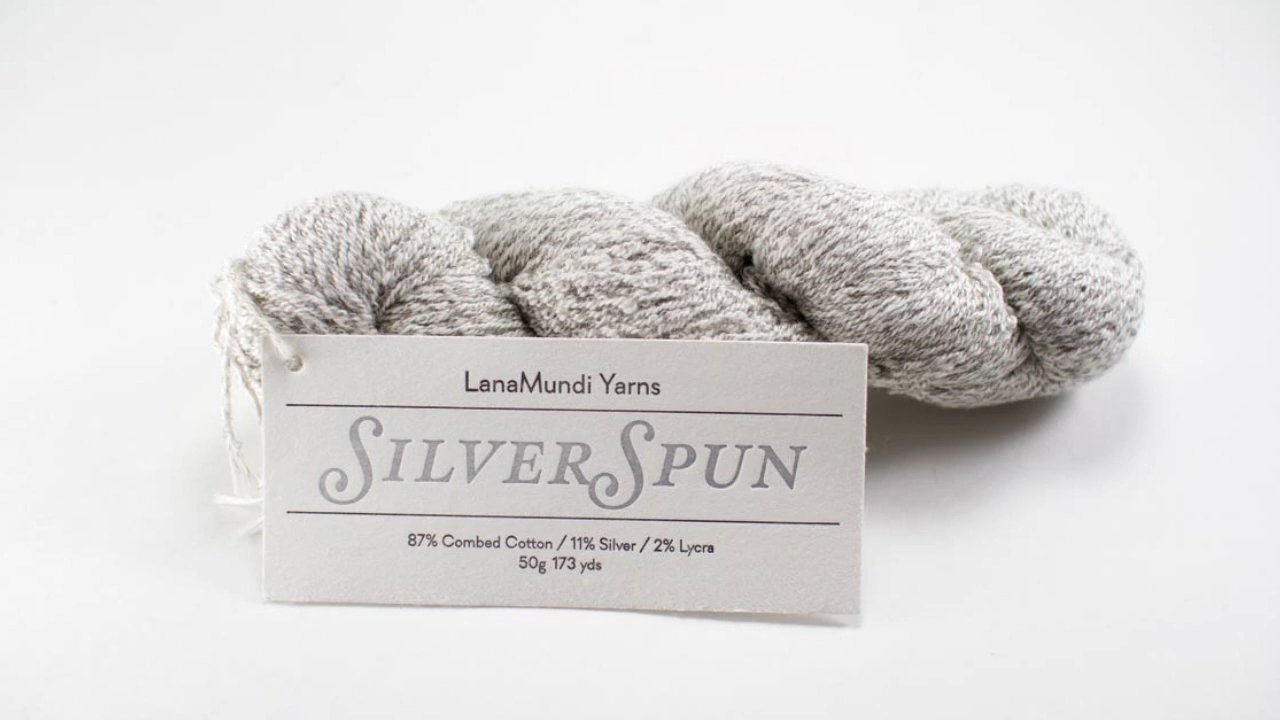 LanaMundi Yarns
SILVERSPUN
87% Combed Cotton / 11% Silver / 2% Lycra
50g 173 yds